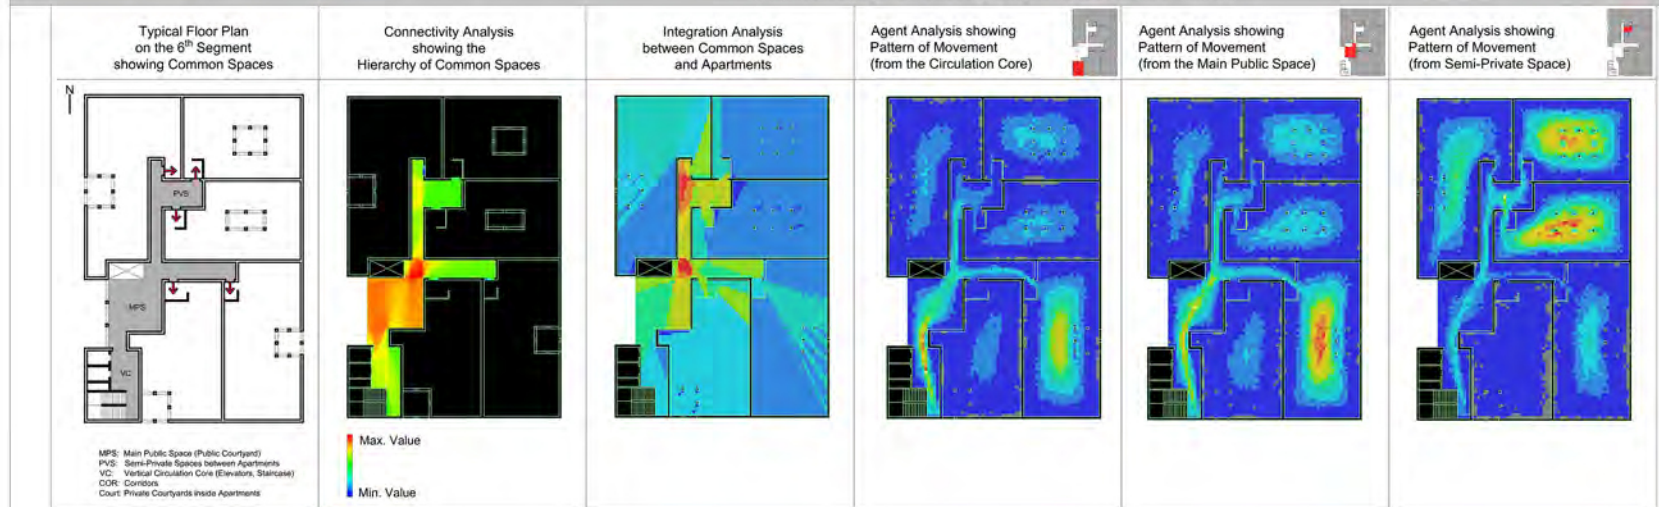 Typical Floor Plan
on the 6th Segment
showing Common Spaces
Connectivity Analysis
showing the
Hierarchy of Common Spaces
Integration Analysis
between Common Spaces
and Apartments
Agent Analysis showing
Pattern of Movement
(from the Circulation Core)
Agent Analysis showing
Pattern of Movement
(from the Main Public Space)
Agent Analysis showing
Pattern of Movement
(from Semi-Private Space)
N
PVS
MPS
VC
MPS: Main Public Space (Public Courtyard)
PVS: Semi-Private Spaces between Apartments
VC: Vertical Circulation Core (Elevators, Staircase)
COR: Corridors
Court: Private Courtyards inside Apartments
Max. Value
Min. Value